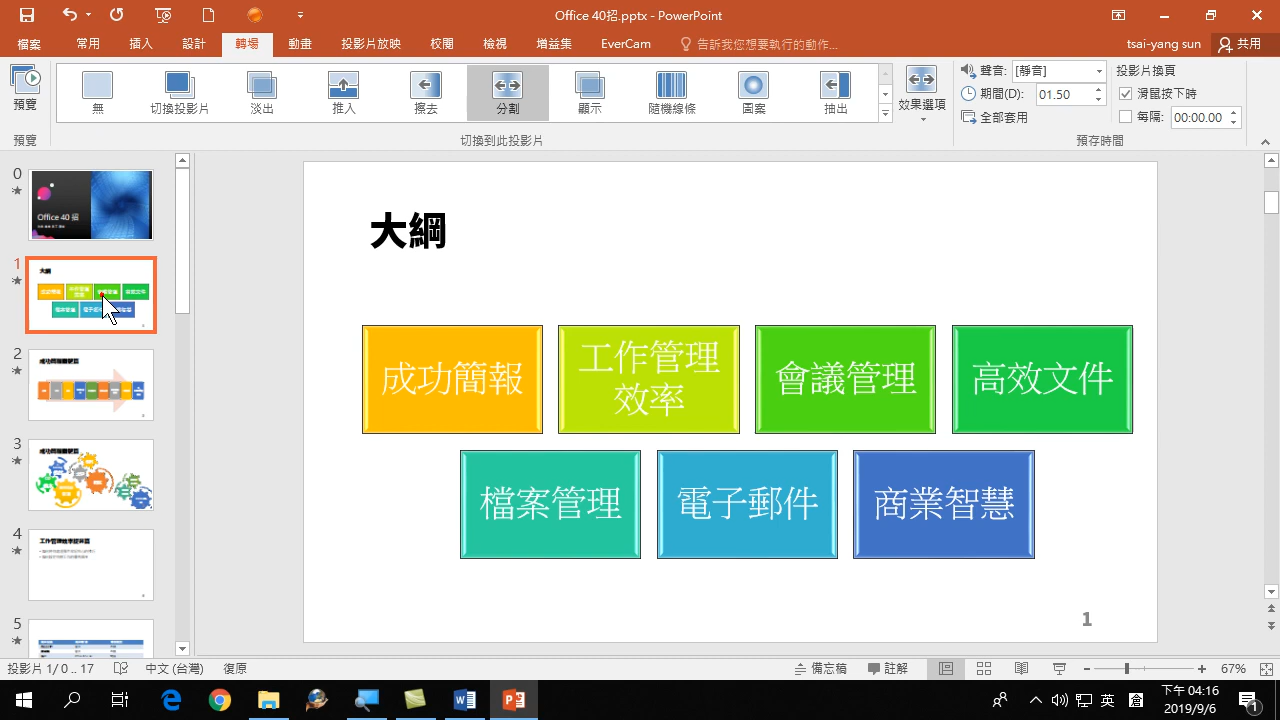 Office 40招.pptx - PowerPoint
檔案 常用 插入 設計 轉場 動畫 投影片放映 校閱 檢視 增益集 EverCam 告訴我您想要執行的動作... tsai-yang sun 共用
預覽
無 切換投影片 淡出 推入 擦去 分割 顯示 隨機線條 圖案 抽出
效果選項
聲音: [靜音]
期間(D): 01.50
全部套用
投影片換頁
滑鼠按下時
每隔: 00:00.00
預覽 切換到此投影片 預存時間
0
Office 40 招
1
大綱
2
3
4
5
大綱
成功簡報
工作管理
效率
會議管理
高效文件
檔案管理
電子郵件
商業智慧
1
投影片 1/ 0 .. 17 中文 (台灣) 復原 備忘稿 註解 67%
英
下午 04:16
2019/9/6
1